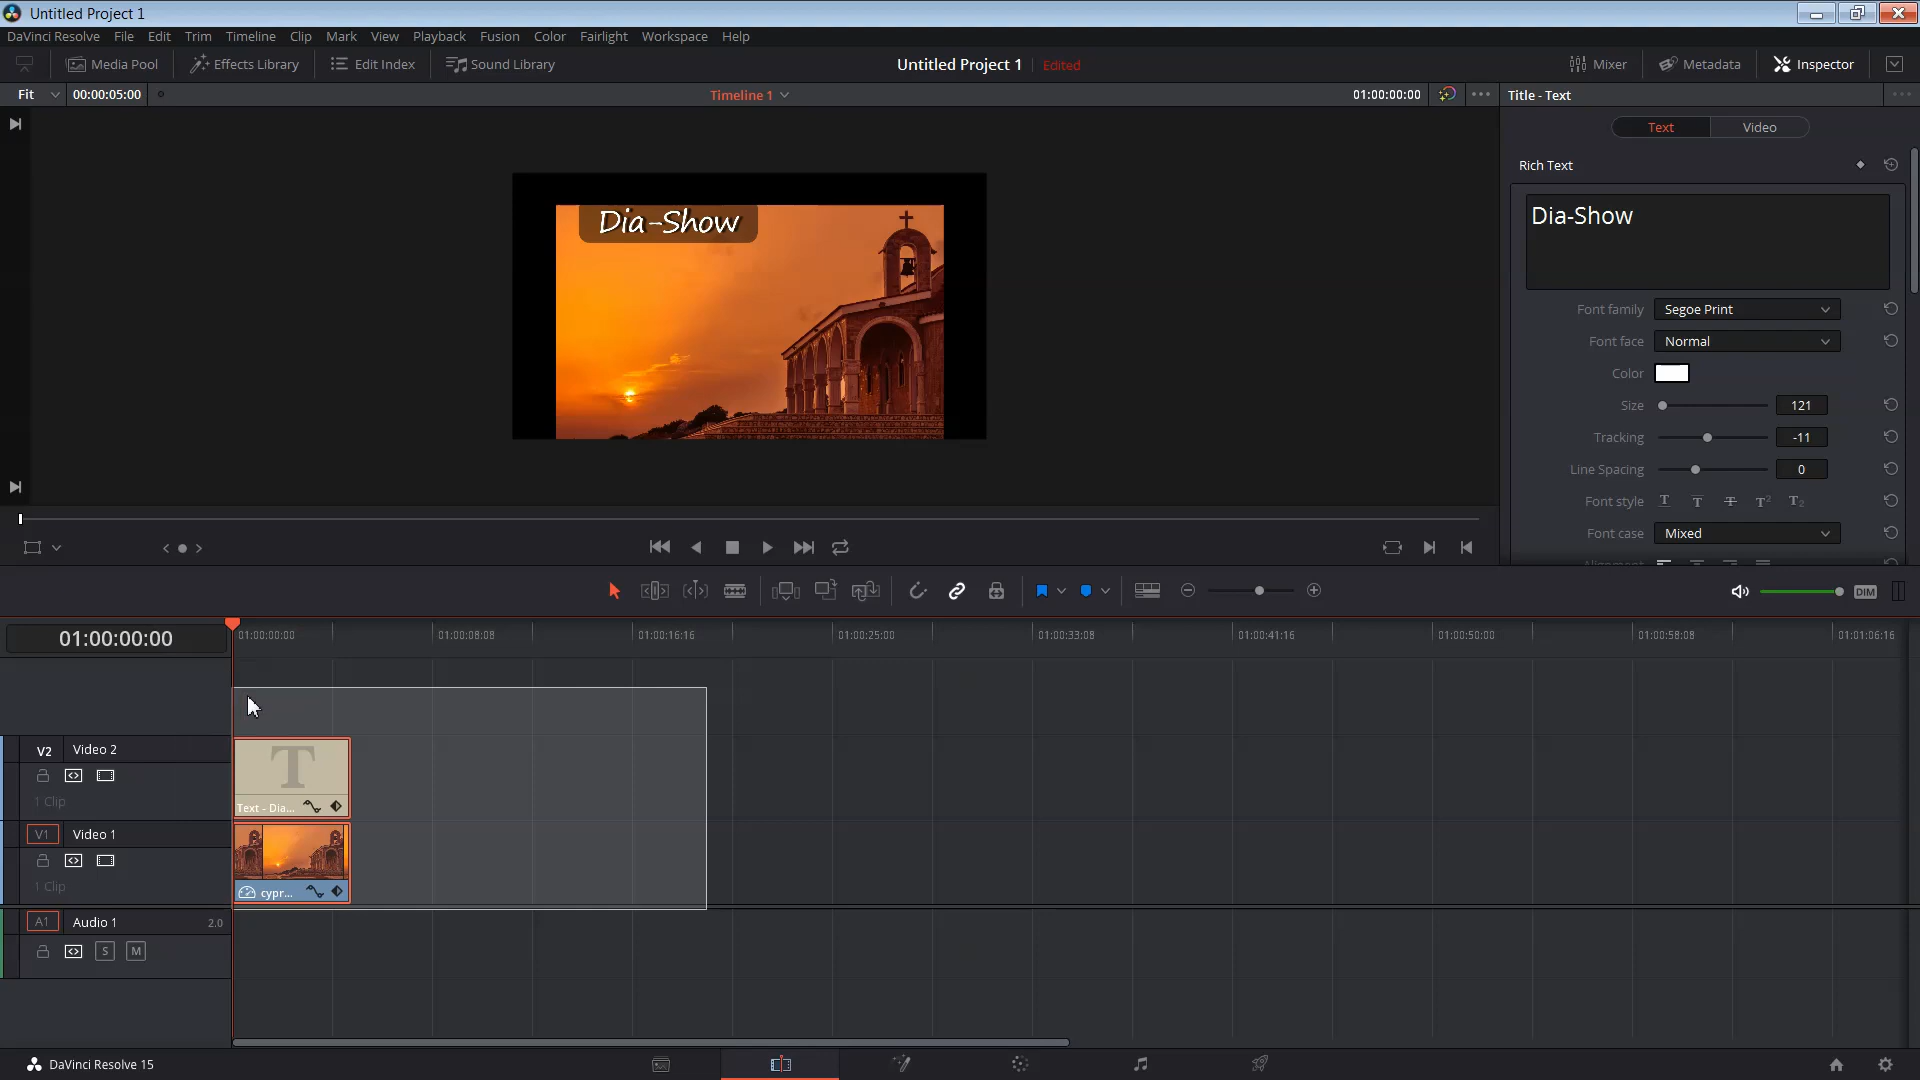 Untitled Project 1
DaVinci Resolve File Edit Trim Timeline Clip Mark View Playback Fusion Color Fairlight Workspace Help
Media Pool Effects Library Edit Index Sound Library Untitled Project 1 Edited Mixer Metadata Inspector
Fit 00:00:05:00 Timeline 1 01:00:00:00 Title - Text
Text Video
Rich Text
Dia-Show
Dia-Show
Font family Segoe Print
Font face Normal
Color
Size 121
Tracking -11
Line Spacing 0
Font style T T T T2 T2
Font case Mixed
DIM
01:00:00:00
01:00:00:00 01:00:08:08 01:00:16:16 01:00:25:00 01:00:33:08 01:00:41:16 01:00:50:00 01:00:58:08 01:01:06:16
V2 Video 2
T
1 Clip
Text - Dia...
V1 Video 1
1 Clip
cypr...
A1 Audio 1 2.0
S M
DaVinci Resolve 15